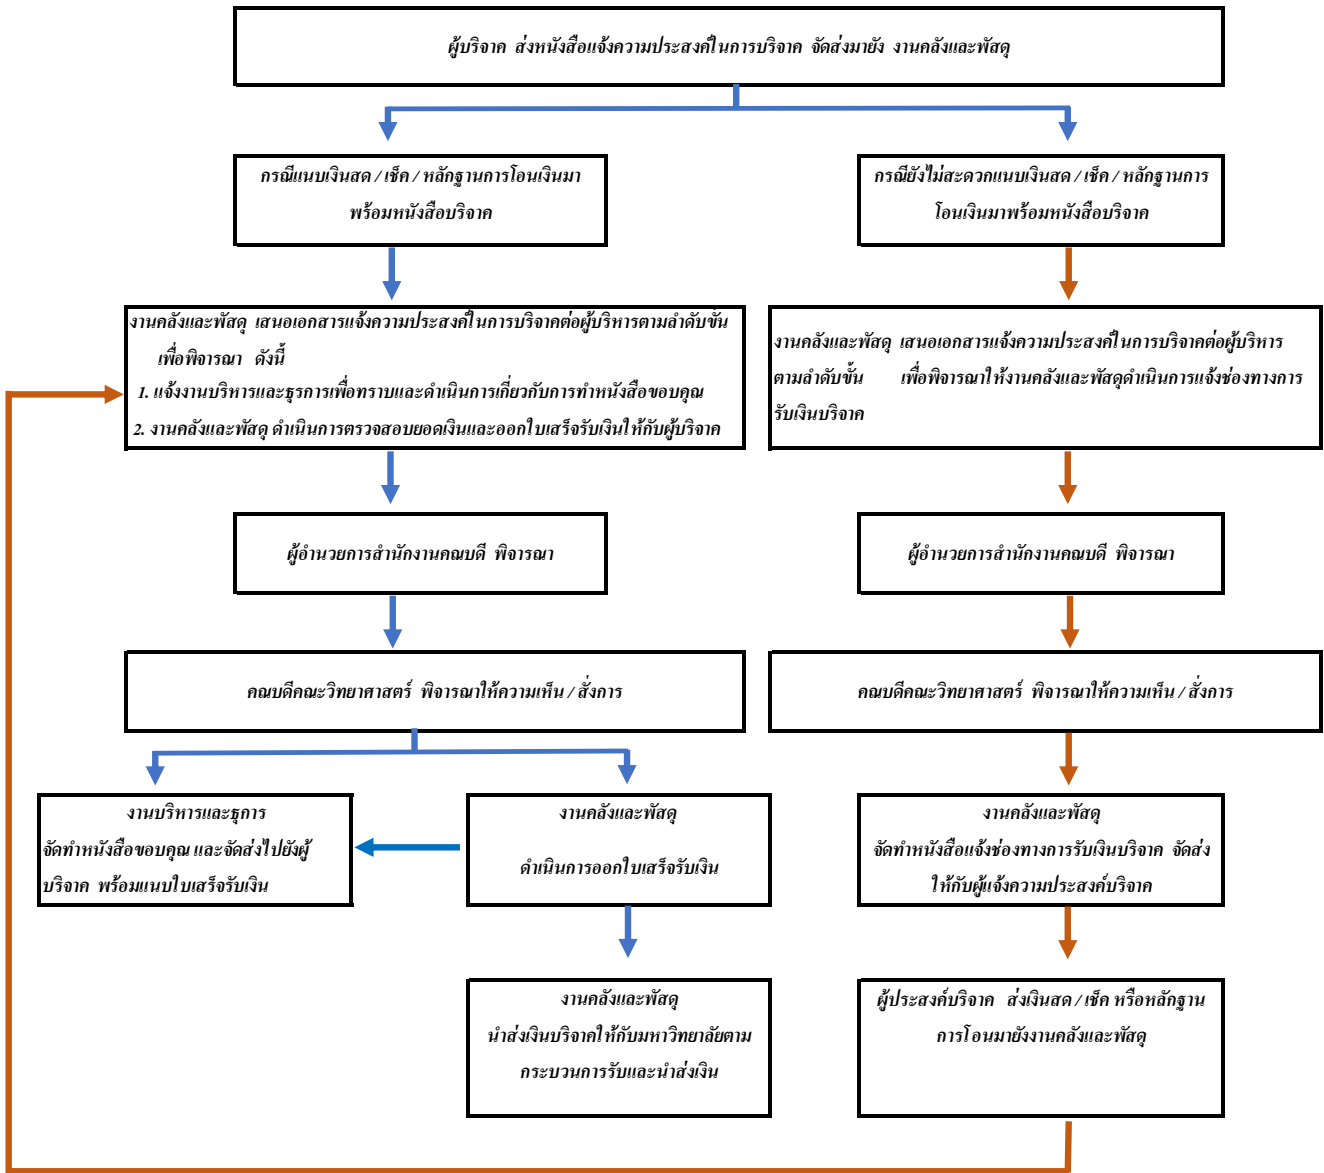 ผู้บริจาค ส่งหนังสือแจ้งความประสงค์ในการบริจาค จัดส่งมายัง งานคลังและพัสดุ
กรณีแนบเงินสด / เช็ค / หลักฐานการโอนเงินมา
พร้อมหนังสือบริจาค
กรณียังไม่สะดวกแนบเงินสด / เช็ค / หลักฐานการ
โอนเงินมาพร้อมหนังสือบริจาค
งานคลังและพัสดุ เสนอเอกสารแจ้งความประสงค์ในการบริจาคต่อผู้บริหารตามลำดับขั้น
เพื่อพิจารณา ดังนี้
1. แจ้งงานบริหารและธุรการเพื่อทราบและดำเนินการเกี่ยวกับการทำหนังสือขอบคุณ
2. งานคลังและพัสดุ ดำเนินการตรวจสอบยอดเงินและออกใบเสร็จรับเงินให้กับผู้บริจาค
งานคลังและพัสดุ เสนอเอกสารแจ้งความประสงค์ในการบริจาคต่อผู้บริหาร
ตามลำดับขั้น เพื่อพิจารณาให้งานคลังและพัสดุดำเนินการแจ้งช่องทางการ
รับเงินบริจาค
ผู้อำนวยการสำนักงานคณบดี พิจารณา
ผู้อำนวยการสำนักงานคณบดี พิจารณา
คณบดีคณะวิทยาศาสตร์ พิจารณาให้ความเห็น / สั่งการ
คณบดีคณะวิทยาศาสตร์ พิจารณาให้ความเห็น / สั่งการ
งานบริหารและธุการ
จัดทำหนังสือขอบคุณ และจัดส่งไปยังผู้
บริจาค พร้อมแนบใบเสร็จรับเงิน
งานคลังและพัสดุ
ดำเนินการออกใบเสร็จรับเงิน
งานคลังและพัสดุ
จัดทำหนังสือแจ้งช่องทางการรับเงินบริจาค จัดส่ง
ให้กับผู้แจ้งความประสงค์บริจาค
งานคลังและพัสดุ
นำส่งเงินบริจาคให้กับมหาวิทยาลัยตาม
กระบวนการรับและนำส่งเงิน
ผู้ประสงค์บริจาค ส่งเงินสด / เช็ค หรือหลักฐาน
การโอนมายังงานคลังและพัสดุ